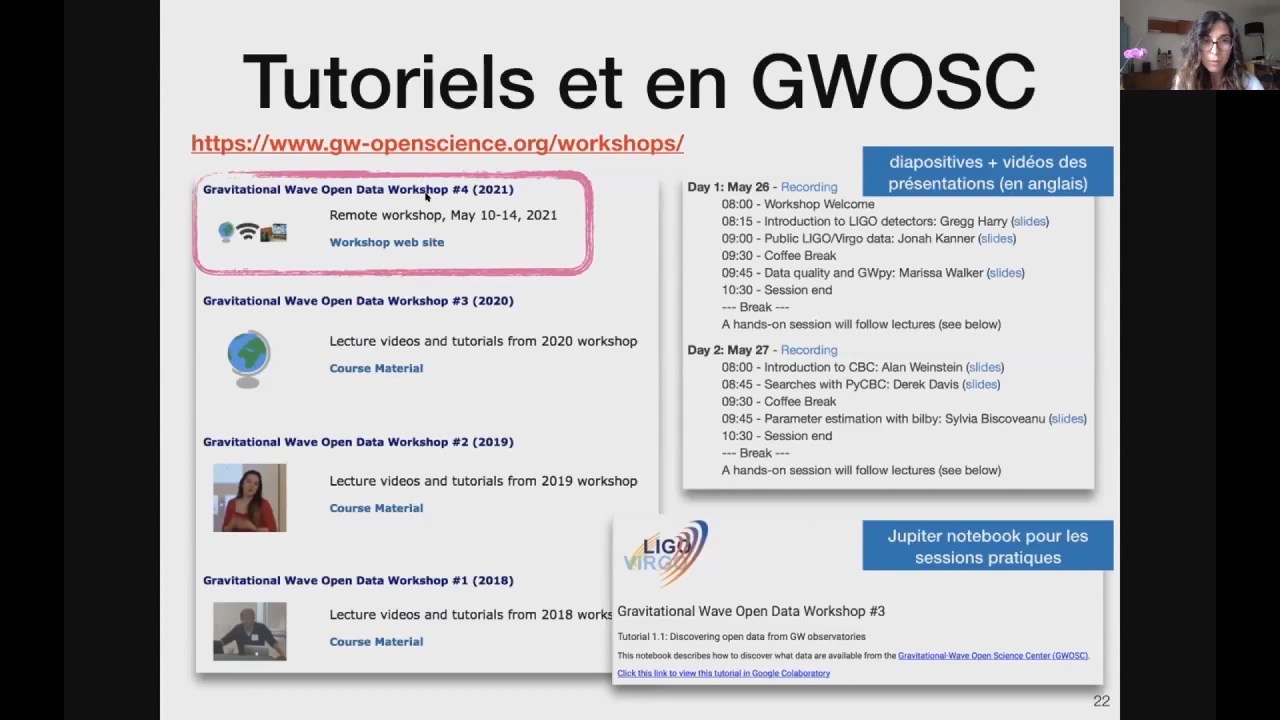 Tutoriels et en GWOSC
https://www.gw-openscience.org/workshops/
Gravitational Wave Open Data Workshop #4 (2021)
Remote workshop, May 10-14, 2021
Workshop web site
Gravitational Wave Open Data Workshop #3 (2020)
Lecture videos and tutorials from 2020 workshop
Course Material
Gravitational Wave Open Data Workshop #2 (2019)
Lecture videos and tutorials from 2019 workshop
Course Material
Gravitational Wave Open Data Workshop #1 (2018)
Lecture videos and tutorials from 2018 works
Course Material
diapositives + vidéos des
présentations (en anglais)
Day 1: May 26 - Recording
08:00 - Workshop Welcome
08:15 - Introduction to LIGO detectors: Gregg Harry (slides)
09:00 - Public LIGO/Virgo data: Jonah Kanner (slides)
09:30 - Coffee Break
09:45 - Data quality and GWpy: Marissa Walker (slides)
10:30 - Session end
--- Break ---
A hands-on session will follow lectures (see below)
Day 2: May 27 - Recording
08:00 - Introduction to CBC: Alan Weinstein (slides)
08:45 - Searches with PyCBC: Derek Davis (slides)
09:30 - Coffee Break
09:45 - Parameter estimation with bilby: Sylvia Biscoveanu (slides)
10:30 - Session end
--- Break ---
A hands-on session will follow lectures (see below)
Jupiter notebook pour les
sessions pratiques
LIGO
VIRGO
Gravitational Wave Open Data Workshop #3
Tutorial 1.1: Discovering open data from GW observatories
This notebook describes how to discover what data are available from the Gravitational-Wave Open Science Center (GWOSC).
Click this link to view this tutorial in Google Colaboratory
22